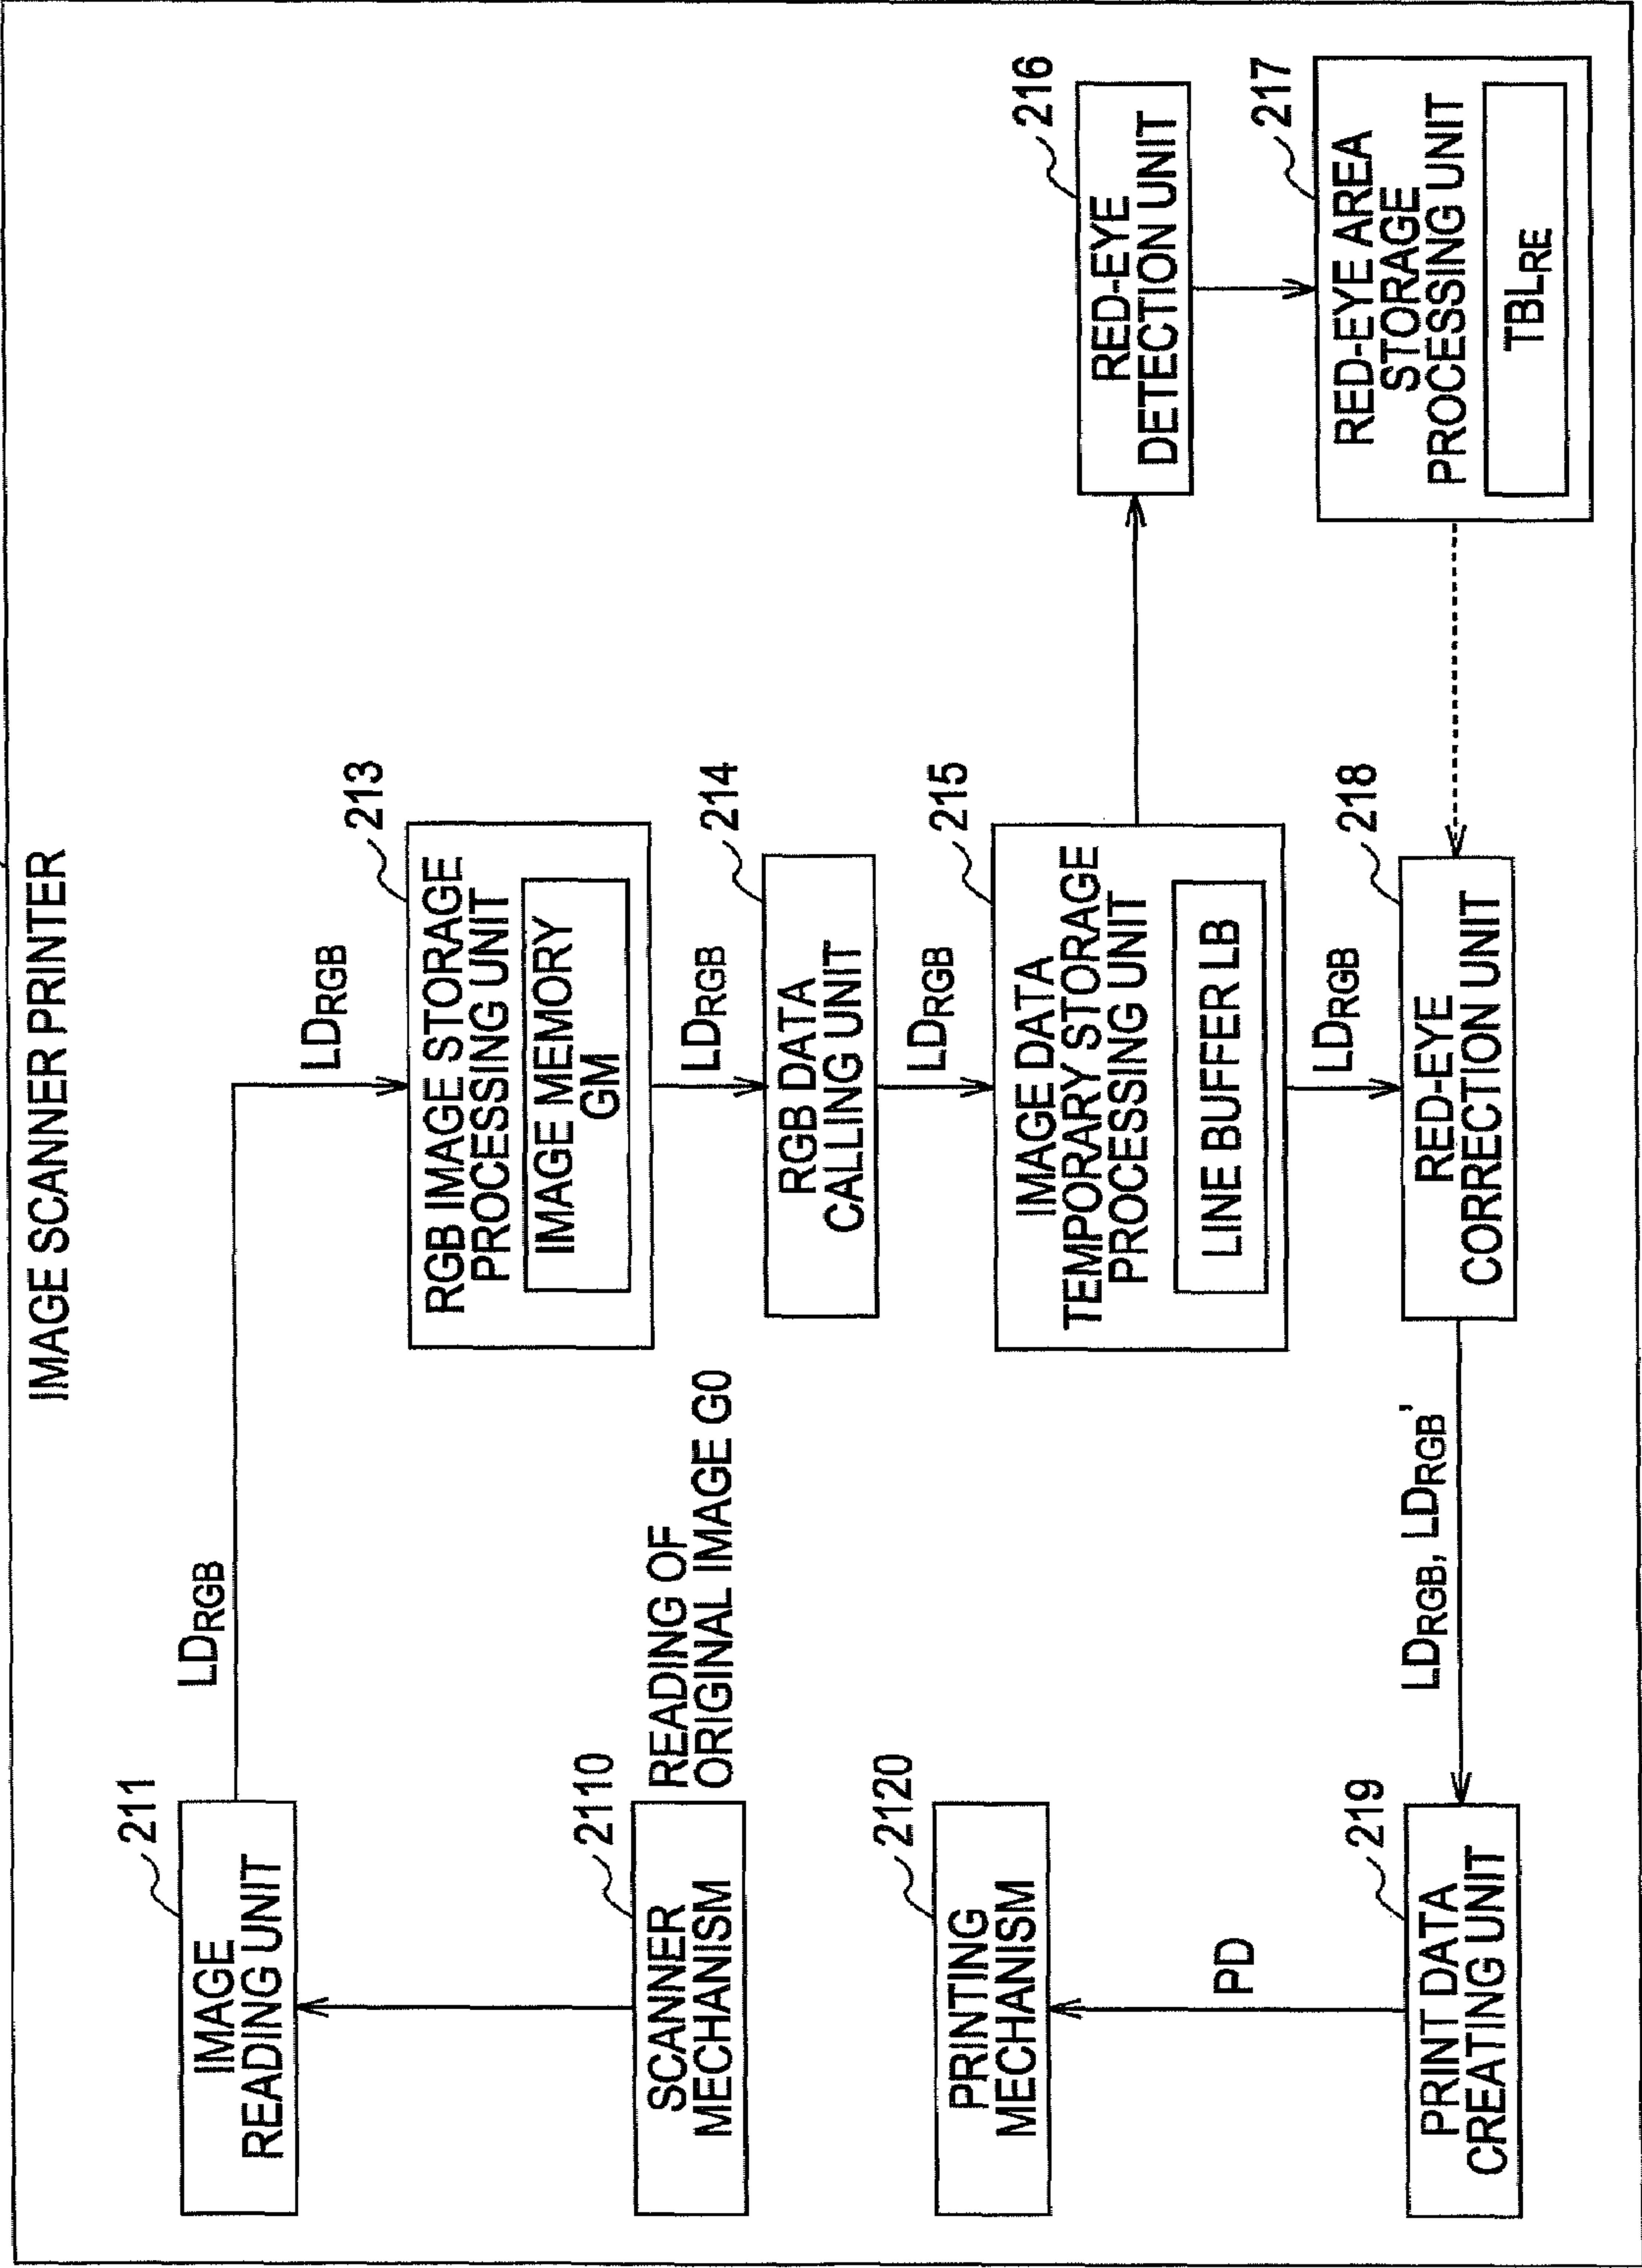 IMAGE SCANNER PRINTER
2111
IMAGE
READING UNIT
LDRGB
LDRGB
2110
SCANNER
MECHANISM
READING OF
ORIGINAL IMAGE G0
213
RGB IMAGE STORAGE
PROCESSING UNIT
IMAGE MEMORY
GM
LDRGB
214
RGB DATA
CALLING UNIT
LDRGB
215
IMAGE DATA
TEMPORARY STORAGE
PROCESSING UNIT
LINE BUFFER LB
216
RED-EYE
DETECTION UNIT
217
RED-EYE AREA
STORAGE
PROCESSING UNIT
TBLRE
LDRGB
218
RED-EYE
CORRECTION UNIT
LDRGB, LDRGB'
219
PRINT DATA
CREATING UNIT
PD
2120
PRINTING
MECHANISM